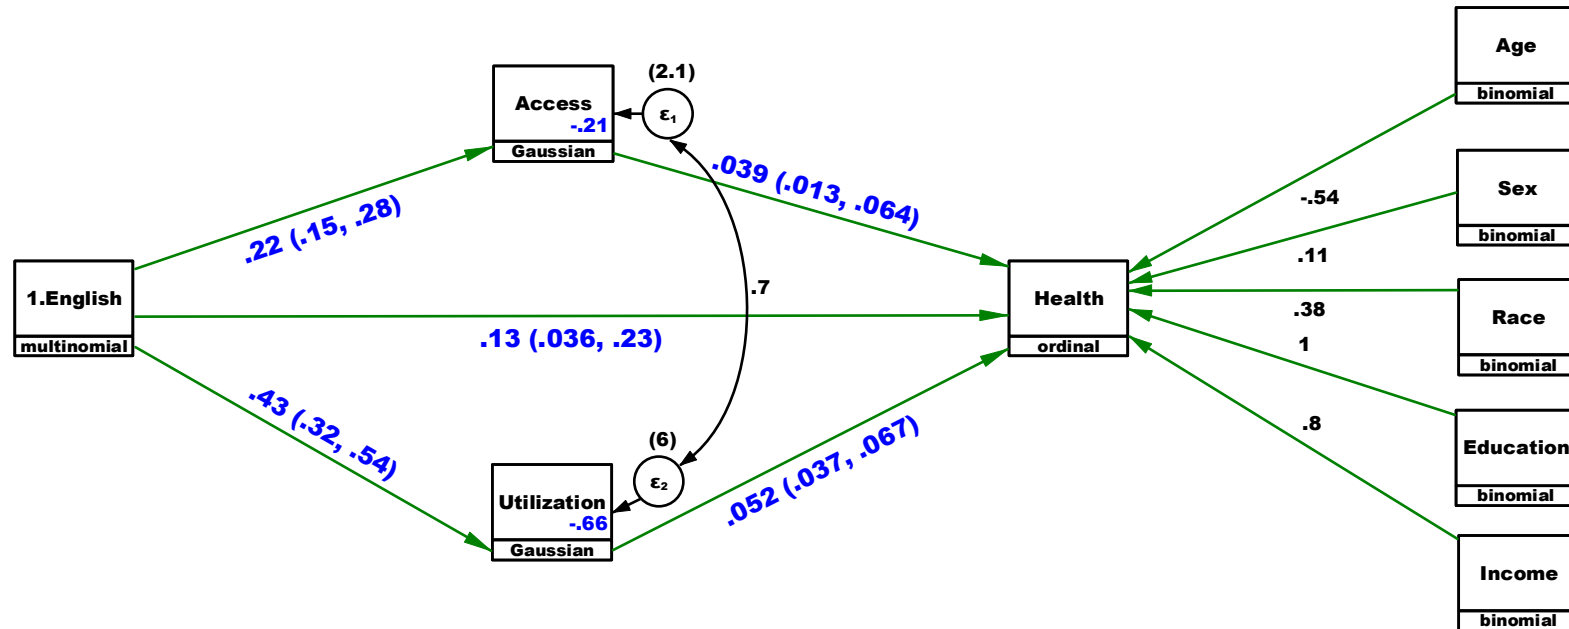 1.English
multinomial
.22 (.15, .28)
.13 (.036, .23)
.43 (.32, .54)
Access
-.21
Gaussian
(2.1)
ε₁
.7
Utilization
-.66
Gaussian
(6)
ε₂
.039 (.013, .064)
.052 (.037, .067)
Health
ordinal
-.54
.11
.38
1
.8
Age
binomial
Sex
binomial
Race
binomial
Education
binomial
Income
binomial